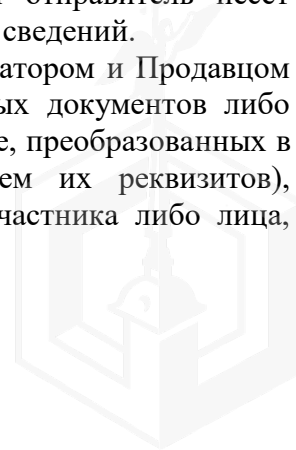 отправитель несет
сведений.
атором и Продавцом
ых документов либо
е, преобразованных в
ем их реквизитов),
частника либо лица,